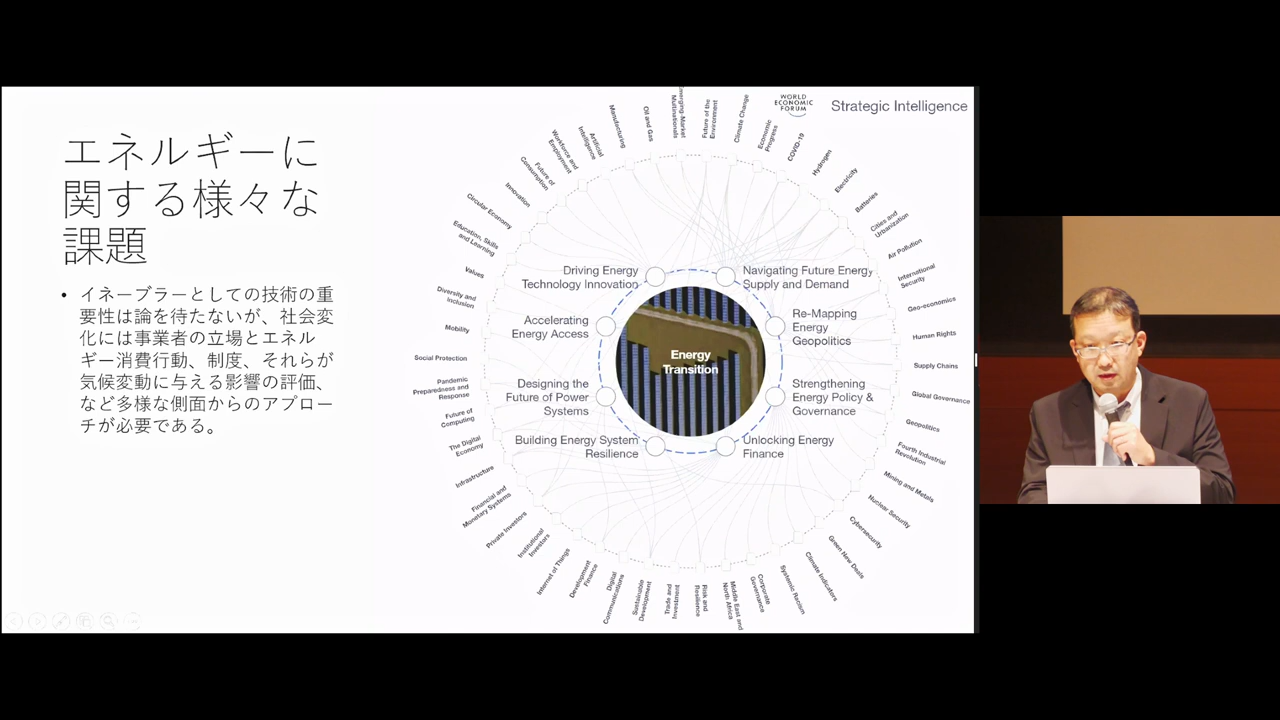 エネルギーに
関する様々な
課題
• イネーブラーとしての技術の重
要性は論を待たないが、社会変
化には事業者の立場とエネル
ギー消費行動、制度、それらが
気候変動に与える影響の評価、
など多様な側面からのアプロー
チが必要である。
WORLD
ECONOMIC
FORUM
Strategic Intelligence
Energy
Transition
Driving Energy
Technology Innovation
Navigating Future Energy
Supply and Demand
Accelerating
Energy Access
Re-Mapping
Energy
Geopolitics
Designing the
Future of Power
Systems
Strengthening
Energy Policy &
Governance
Building Energy System
Resilience
Unlocking Energy
Finance
Emerging-Market
Multinationals
Future of the
Environment
Climate Change
Economic
Progress
COVID-19
Hydrogen
Electricity
Batteries
Cities and
Urbanization
Air Pollution
International
Security
Geo-economics
Human Rights
Supply Chains
Global Governance
Geopolitics
Fourth Industrial
Revolution
Mining and Metals
Nuclear Security
Cybersecurity
Green New Deals
Climate Indicators
Systemic Racism
Corporate
Governance
Middle East and
North Africa
Risk and
Resilience
Trade and
Investment
Sustainable
Development
Digital
Communications
Development
Finance
Internet of Things
Institutional
Investors
Private Investors
Financial and
Monetary Systems
Infrastructure
The Digital
Economy
Future of
Computing
Pandemic
Preparedness and
Response
Social Protection
Mobility
Diversity and
Inclusion
Values
Education, Skills
and Learning
Circular Economy
Innovation
Future of
Consumption
Workforce and
Employment
Artificial
Intelligence
Manufacturing
Oil and Gas